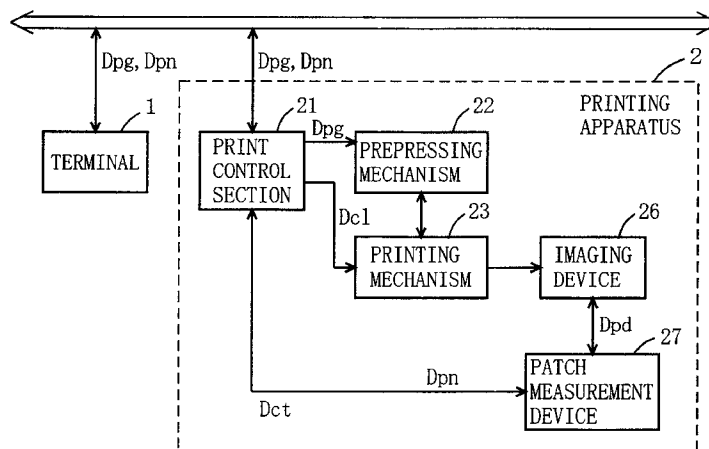 Dpg, Dpn
Dpg, Dpn
2
1
21
22
PRINTING
APPARATUS
TERMINAL
PRINT
CONTROL
SECTION
Dpg
PREPRESSING
MECHANISM
Dcl
23
26
PRINTING
MECHANISM
IMAGING
DEVICE
Dpd
27
Dpn
Dct
PATCH
MEASUREMENT
DEVICE